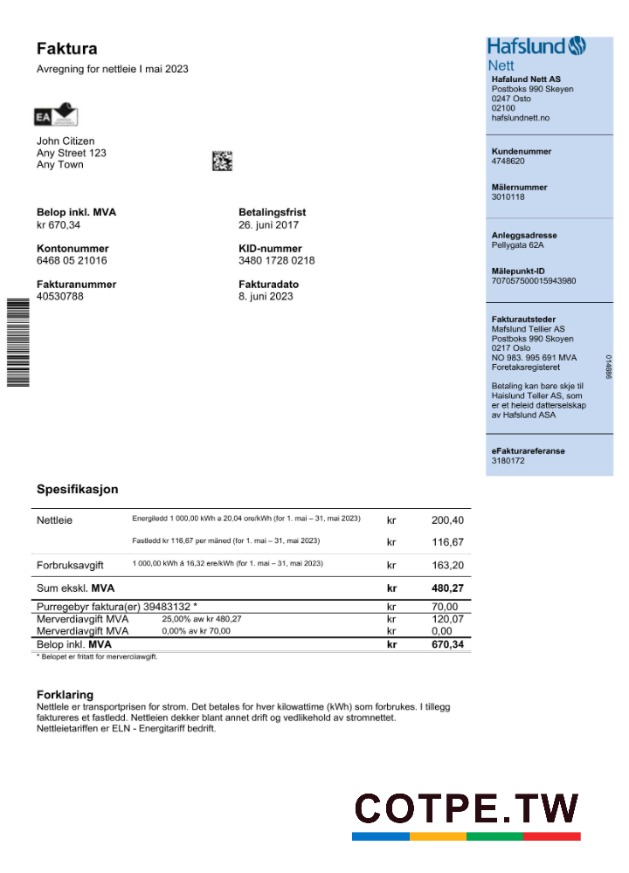 Faktura
Avregning for nettleie I mai 2023
EA
John Citizen
Any Street 123
Any Town
Belop inkl. MVA
kr 670,34
Betalingsfrist
26. juni 2017
Kontonummer
6468 05 21016
KID-nummer
3480 1728 0218
Fakturanummer
40530788
Fakturadato
8. juni 2023
Hafslund
Nett
Hafalund Nett AS
Postboks 990 Skeyen
0247 Osto
02100
hafslundnett.no
Kundenummer
4748620
Målernummer
3010118
Anleggsadresse
Pellygata 62A
Målepunkt-ID
707057500015943980
Fakturautsteder
Mafslund Tellier AS
Postboks 990 Skoyen
0217 Oslo
NO 983. 995 691 MVA
Foretaksregisteret
Betaling kan børe skje til
Haislund Teller AS, som
er et heleid datterselskap
av Hafslund ASA
014886
eFakturareferanse
3180172
Spesifikasjon
Nettleie Energiledd 1 000,00 kWh a 20,04 ore/kWh (for 1. mai – 31, mai 2023) kr 200,40
Fastledd kr 116,67 per måned (for 1. mai – 31, mai 2023) kr 116,67
Forbruksavgift 1 000,00 kWh á 16,32 ere/kWh (for 1. mai – 31, mai 2023) kr 163,20
Sum ekskl. MVA kr 480,27
Purregebyr faktura(er) 39483132 * kr 70,00
Merverdiavgift MVA 25,00% aw kr 480,27 kr 120,07
Merverdiavgift MVA 0,00% av kr 70,00 kr 0,00
Belop inkl. MVA kr 670,34
* Belopet er fritatt for merverciiawgift.
Forklaring
Nettlele er transportprisen for strom. Det betales for hver kilowattime (kWh) som forbrukes. I tillegg
faktureres et fastledd. Nettleien dekker blant annet drift og vedlikehold av stromnettet.
Nettleietariffen er ELN - Energitariff bedrift.
COTPE.TW